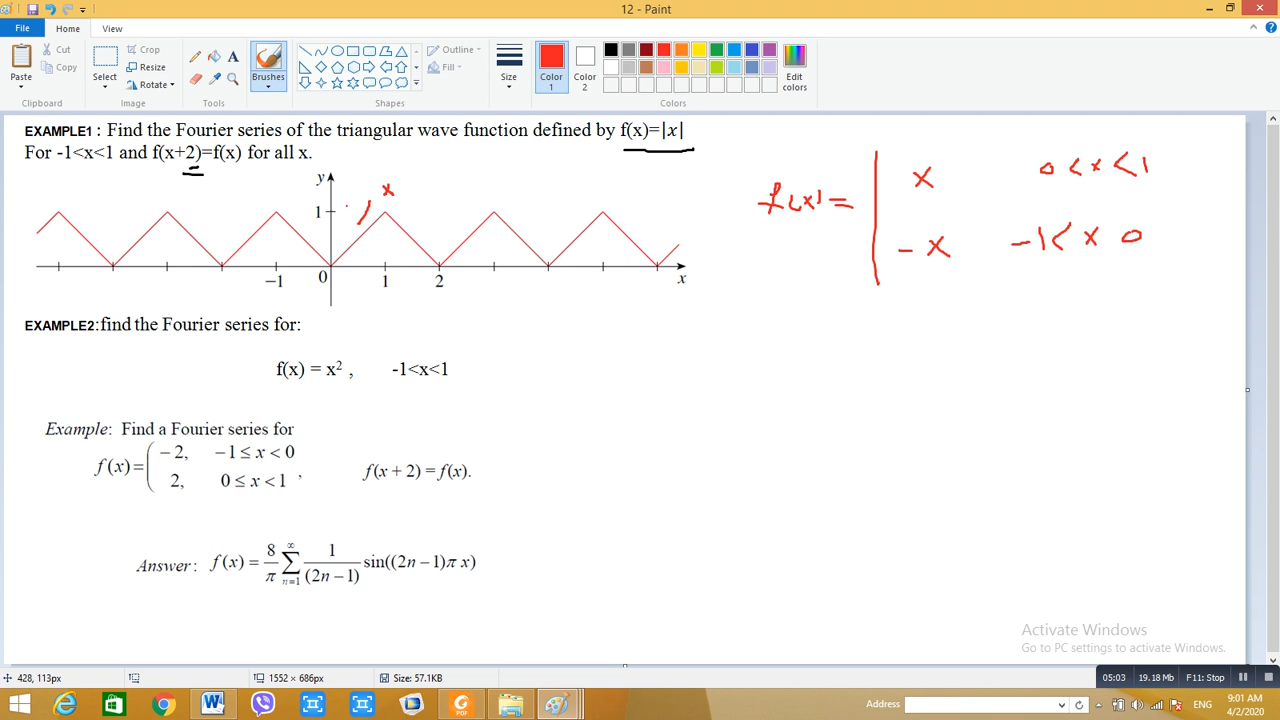 12 - Paint
File Home View
Paste Cut Copy Clipboard
Select Crop Resize Rotate Image
Tools
Brushes
Outline Fill Shapes
Size
Color 1 Color 2 Edit colors Colors
EXAMPLE1 : Find the Fourier series of the triangular wave function defined by f(x)=|x|
For -1<x<1 and f(x+2)=f(x) for all x.
y
x
1
−1 0 1 2 x
f(x) = x 0 < x < 1
- x -1 < x 0
EXAMPLE2:find the Fourier series for:
f(x) = x² , -1<x<1
Example: Find a Fourier series for
f(x)= ( −2, −1 ≤ x < 0
2, 0 ≤ x < 1 , f(x + 2) = f(x).
Answer: f(x) = 8/π ∑ n=1 ∞ 1/(2n − 1) sin((2n − 1)π x)
Activate Windows
Go to PC settings to activate Windows.
428, 113px 1552 × 686px Size: 57.1KB
05:03 19.18 Mb F11: Stop
Address ENG 9:01 AM
4/2/2020